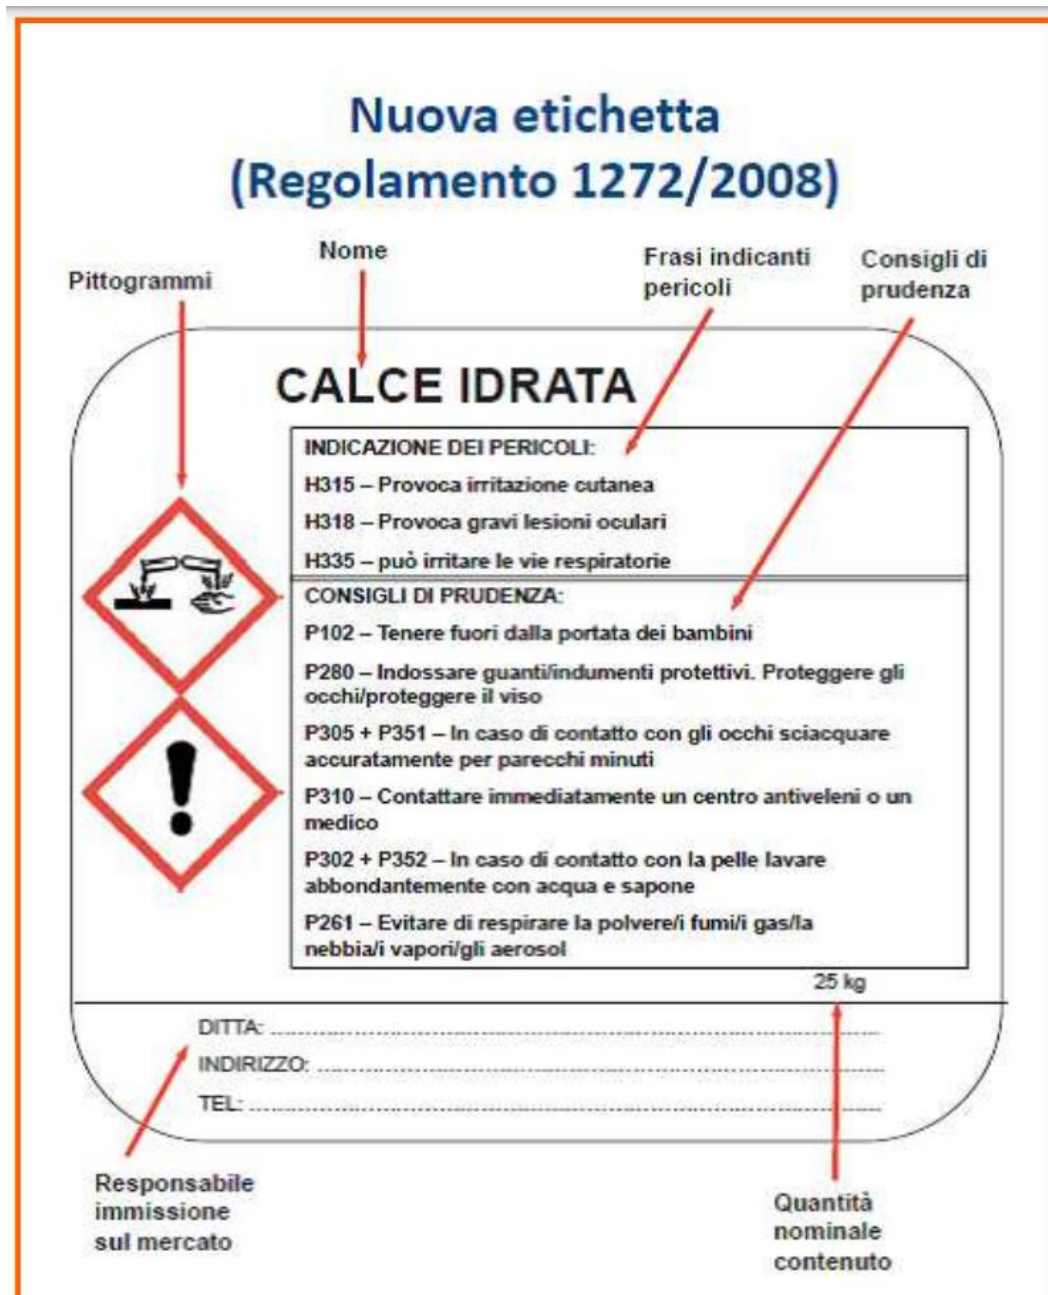 Nuova etichetta
(Regolamento 1272/2008)
Pittogrammi
Nome
Frasi indicanti
pericoli
Consigli di
prudenza
CALCE IDRATA
INDICAZIONE DEI PERICOLI:
H315 – Provoca irritazione cutanea
H318 – Provoca gravi lesioni oculari
H335 – può irritare le vie respiratorie
CONSIGLI DI PRUDENZA:
P102 – Tenere fuori dalla portata dei bambini
P280 – Indossare guanti/indumenti protettivi. Proteggere gli
occhi/proteggere il viso
P305 + P351 – In caso di contatto con gli occhi sciacquare
accuratamente per parecchi minuti
P310 – Contattare immediatamente un centro antiveleni o un
medico
P302 + P352 – In caso di contatto con la pelle lavare
abbondantemente con acqua e sapone
P261 – Evitare di respirare la polvere/i fumi/i gas/la
nebbia/i vapori/gli aerosol
25 kg
DITTA:
INDIRIZZO:
TEL:
Responsabile
immissione
sul mercato
Quantità
nominale
contenuto